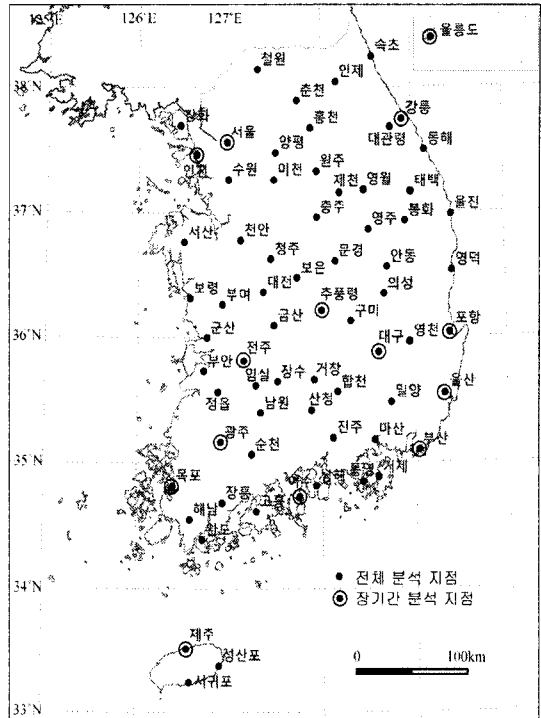 125°E
126°E
127°E
울릉도
속초
철원
인제
38°N
춘천
강릉
강화
홍천
서울
대관령
양평
동해
인천
원주
수원
이천
제천
영월
태백
37°N
충주
울진
봉화
영주
서산
천안
청주
문경
안동
보은
영덕
대전
의성
보령
부여
추풍령
금산
구미
포항
36°N
군산
영천
전주
대구
부안
임실
장수
거창
합천
울산
정읍
밀양
남원
산청
광주
진주
마산
순천
부산
35°N
목포
남해
통영
거제
여수
장흥
고흥
해남
완도
34°N
전체 분석 지점
장기간 분석 지점
제주
성산포
0 100km
서귀포
33°N